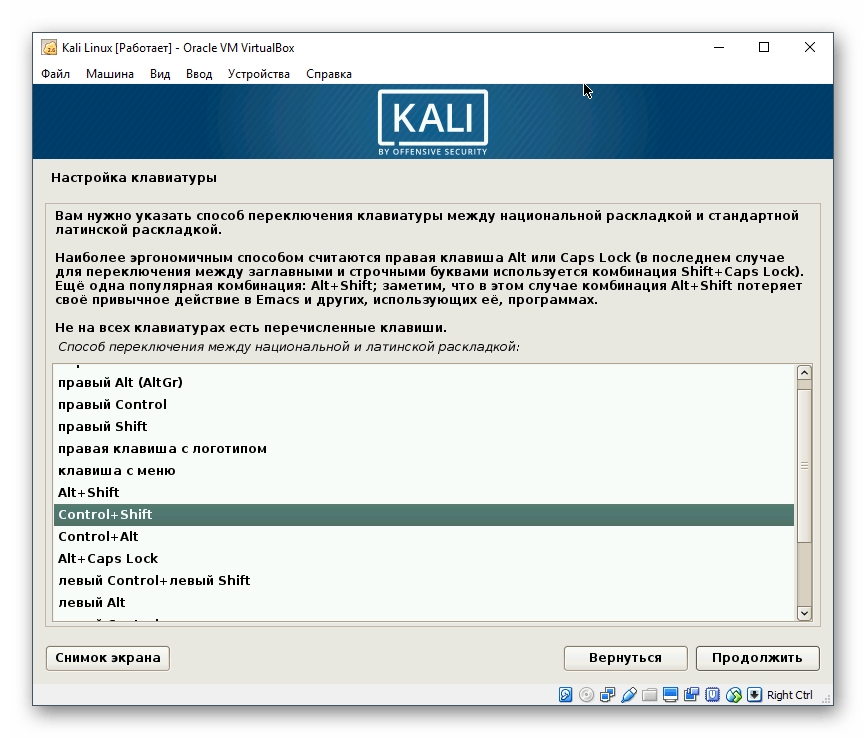 Kali Linux [Работает] - Oracle VM VirtualBox
Файл Машина Вид Ввод Устройства Справка
KALI
BY OFFENSIVE SECURITY
Настройка клавиатуры
Вам нужно указать способ переключения клавиатуры между национальной раскладкой и стандартной
латинской раскладкой.
Наиболее эргономичным способом считаются правая клавиша Alt или Caps Lock (в последнем случае
для переключения между заглавными и строчными буквами используется комбинация Shift+Caps Lock).
Ещё одна популярная комбинация: Alt+Shift; заметим, что в этом случае комбинация Alt+Shift потеряет
своё привычное действие в Emacs и других, использующих её, программах.
Не на всех клавиатурах есть перечисленные клавиши.
Способ переключения между национальной и латинской раскладкой:
правый Alt (AltGr)
правый Control
правый Shift
правая клавиша с логотипом
клавиша с меню
Alt+Shift
Control+Shift
Control+Alt
Alt+Caps Lock
левый Control+левый Shift
левый Alt
Снимок экрана Вернуться Продолжить
Right Ctrl